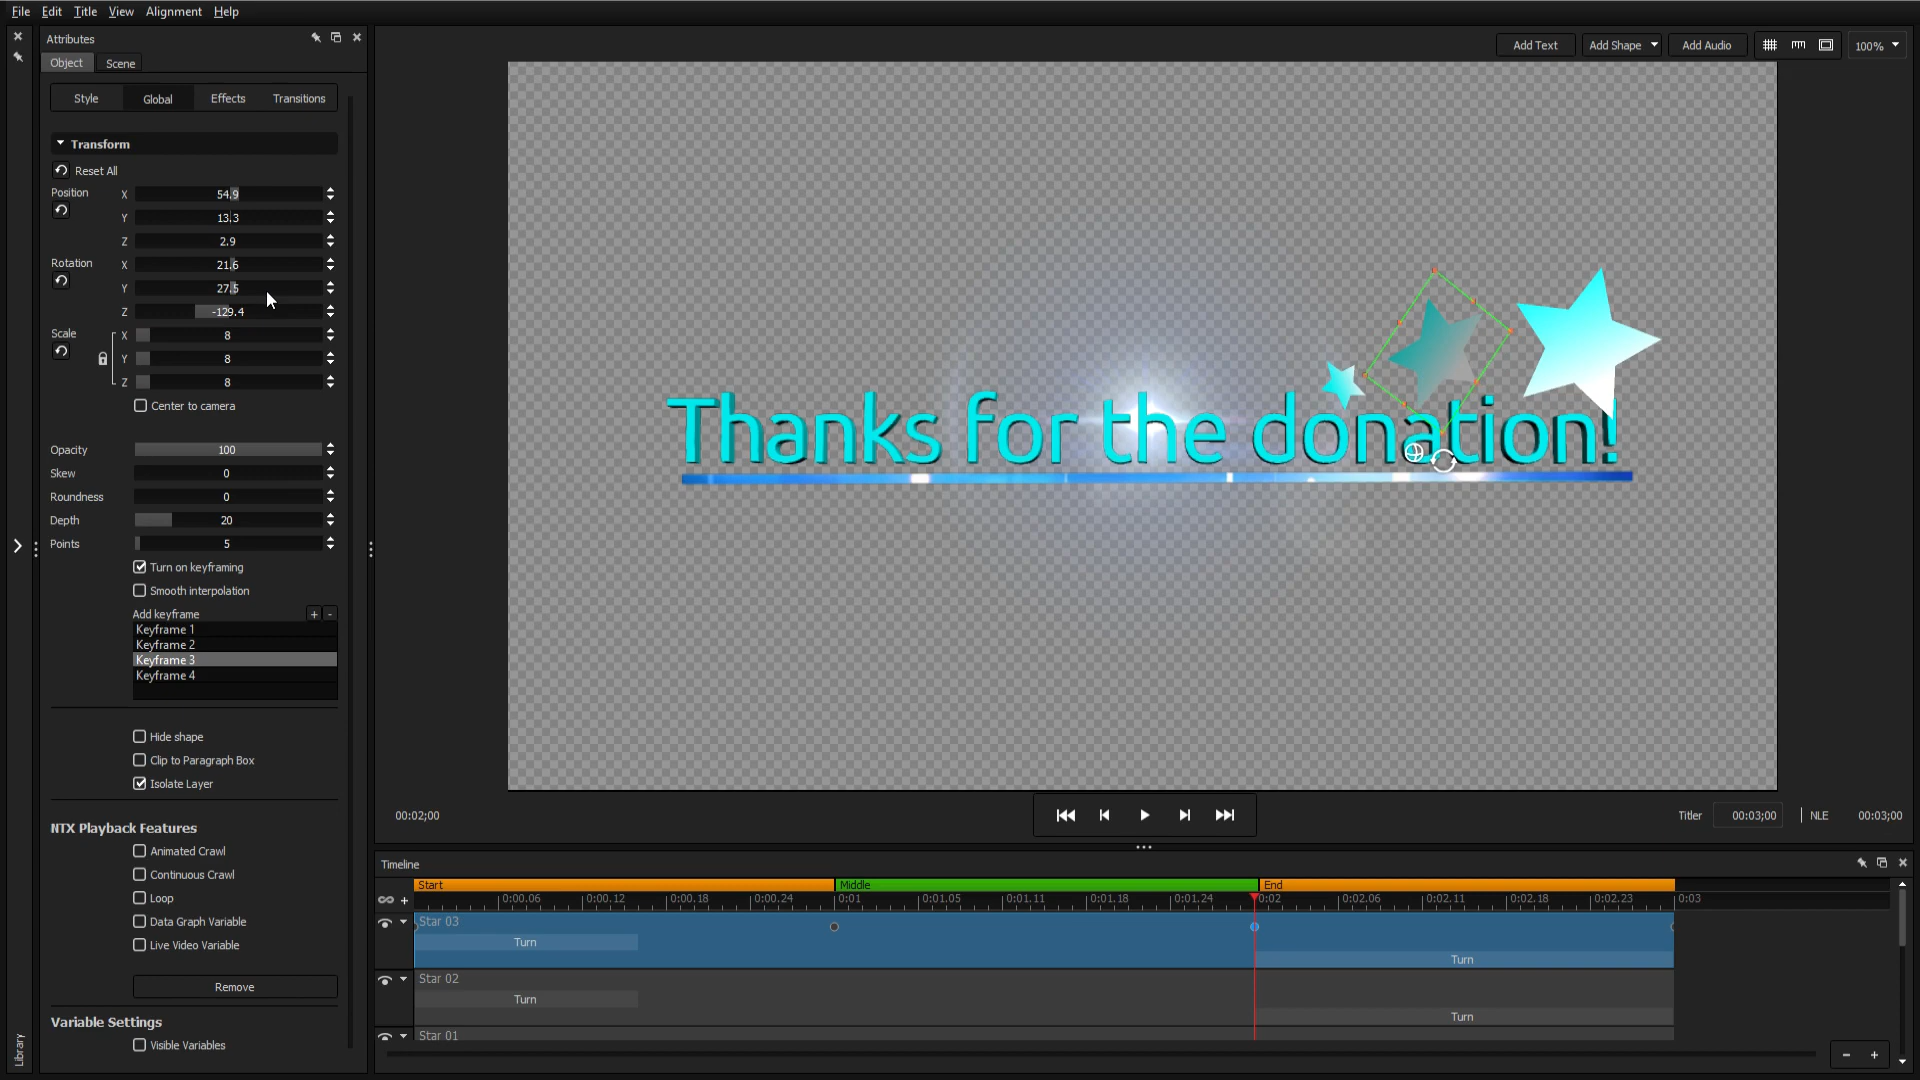 File Edit Title View Alignment Help
Attributes
Object Scene
Add Text Add Shape Add Audio 100%
Style Global Effects Transitions
Transform
Reset All
Position X 54.9
Y 13.3
Z 2.9
Rotation X 21.6
Y 27.5
Z -129.4
Scale X 8
Y 8
Z 8
Center to camera
Opacity 100
Skew 0
Roundness 0
Depth 20
Points 5
Turn on keyframing
Smooth interpolation
Add keyframe + -
Keyframe 1
Keyframe 2
Keyframe 3
Keyframe 4
Hide shape
Clip to Paragraph Box
Isolate Layer
NTX Playback Features
Animated Crawl
Continuous Crawl
Loop
Data Graph Variable
Live Video Variable
Remove
Variable Settings
Visible Variables
Library
Thanks for the donation!
00:02;00
Titler 00:03;00 NLE 00:03;00
Timeline
Start Middle End
0:00.06 0:00.12 0:00.18 0:00.24 0:01 0:01.05 0:01.11 0:01.18 0:01.24 0:02 0:02.06 0:02.11 0:02.18 0:02.23 0:03
Star 03
Turn
Turn
Star 02
Turn
Turn
Star 01